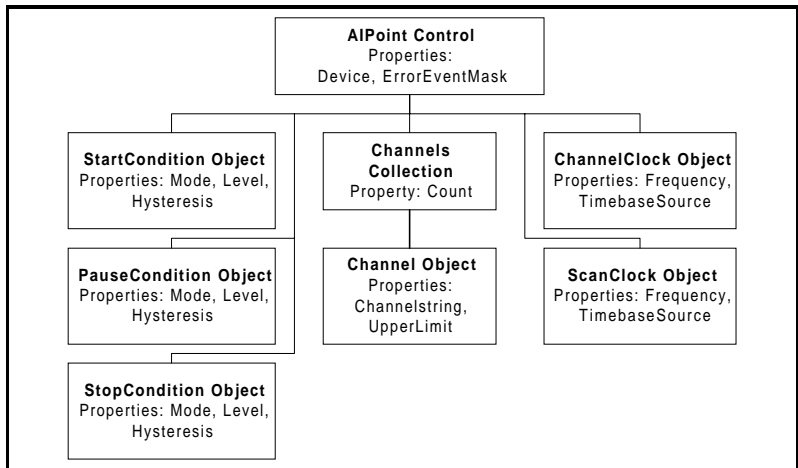 AIPoint Control
Properties:
Device, ErrorEventMask
StartCondition Object
Properties: Mode, Level,
Hysteresis
Channels
Collection
Property: Count
ChannelClock Object
Properties: Frequency,
TimebaseSource
PauseCondition Object
Properties: Mode, Level,
Hysteresis
Channel Object
Properties:
Channelstring,
UpperLimit
ScanClock Object
Properties: Frequency,
TimebaseSource
StopCondition Object
Properties: Mode, Level,
Hysteresis